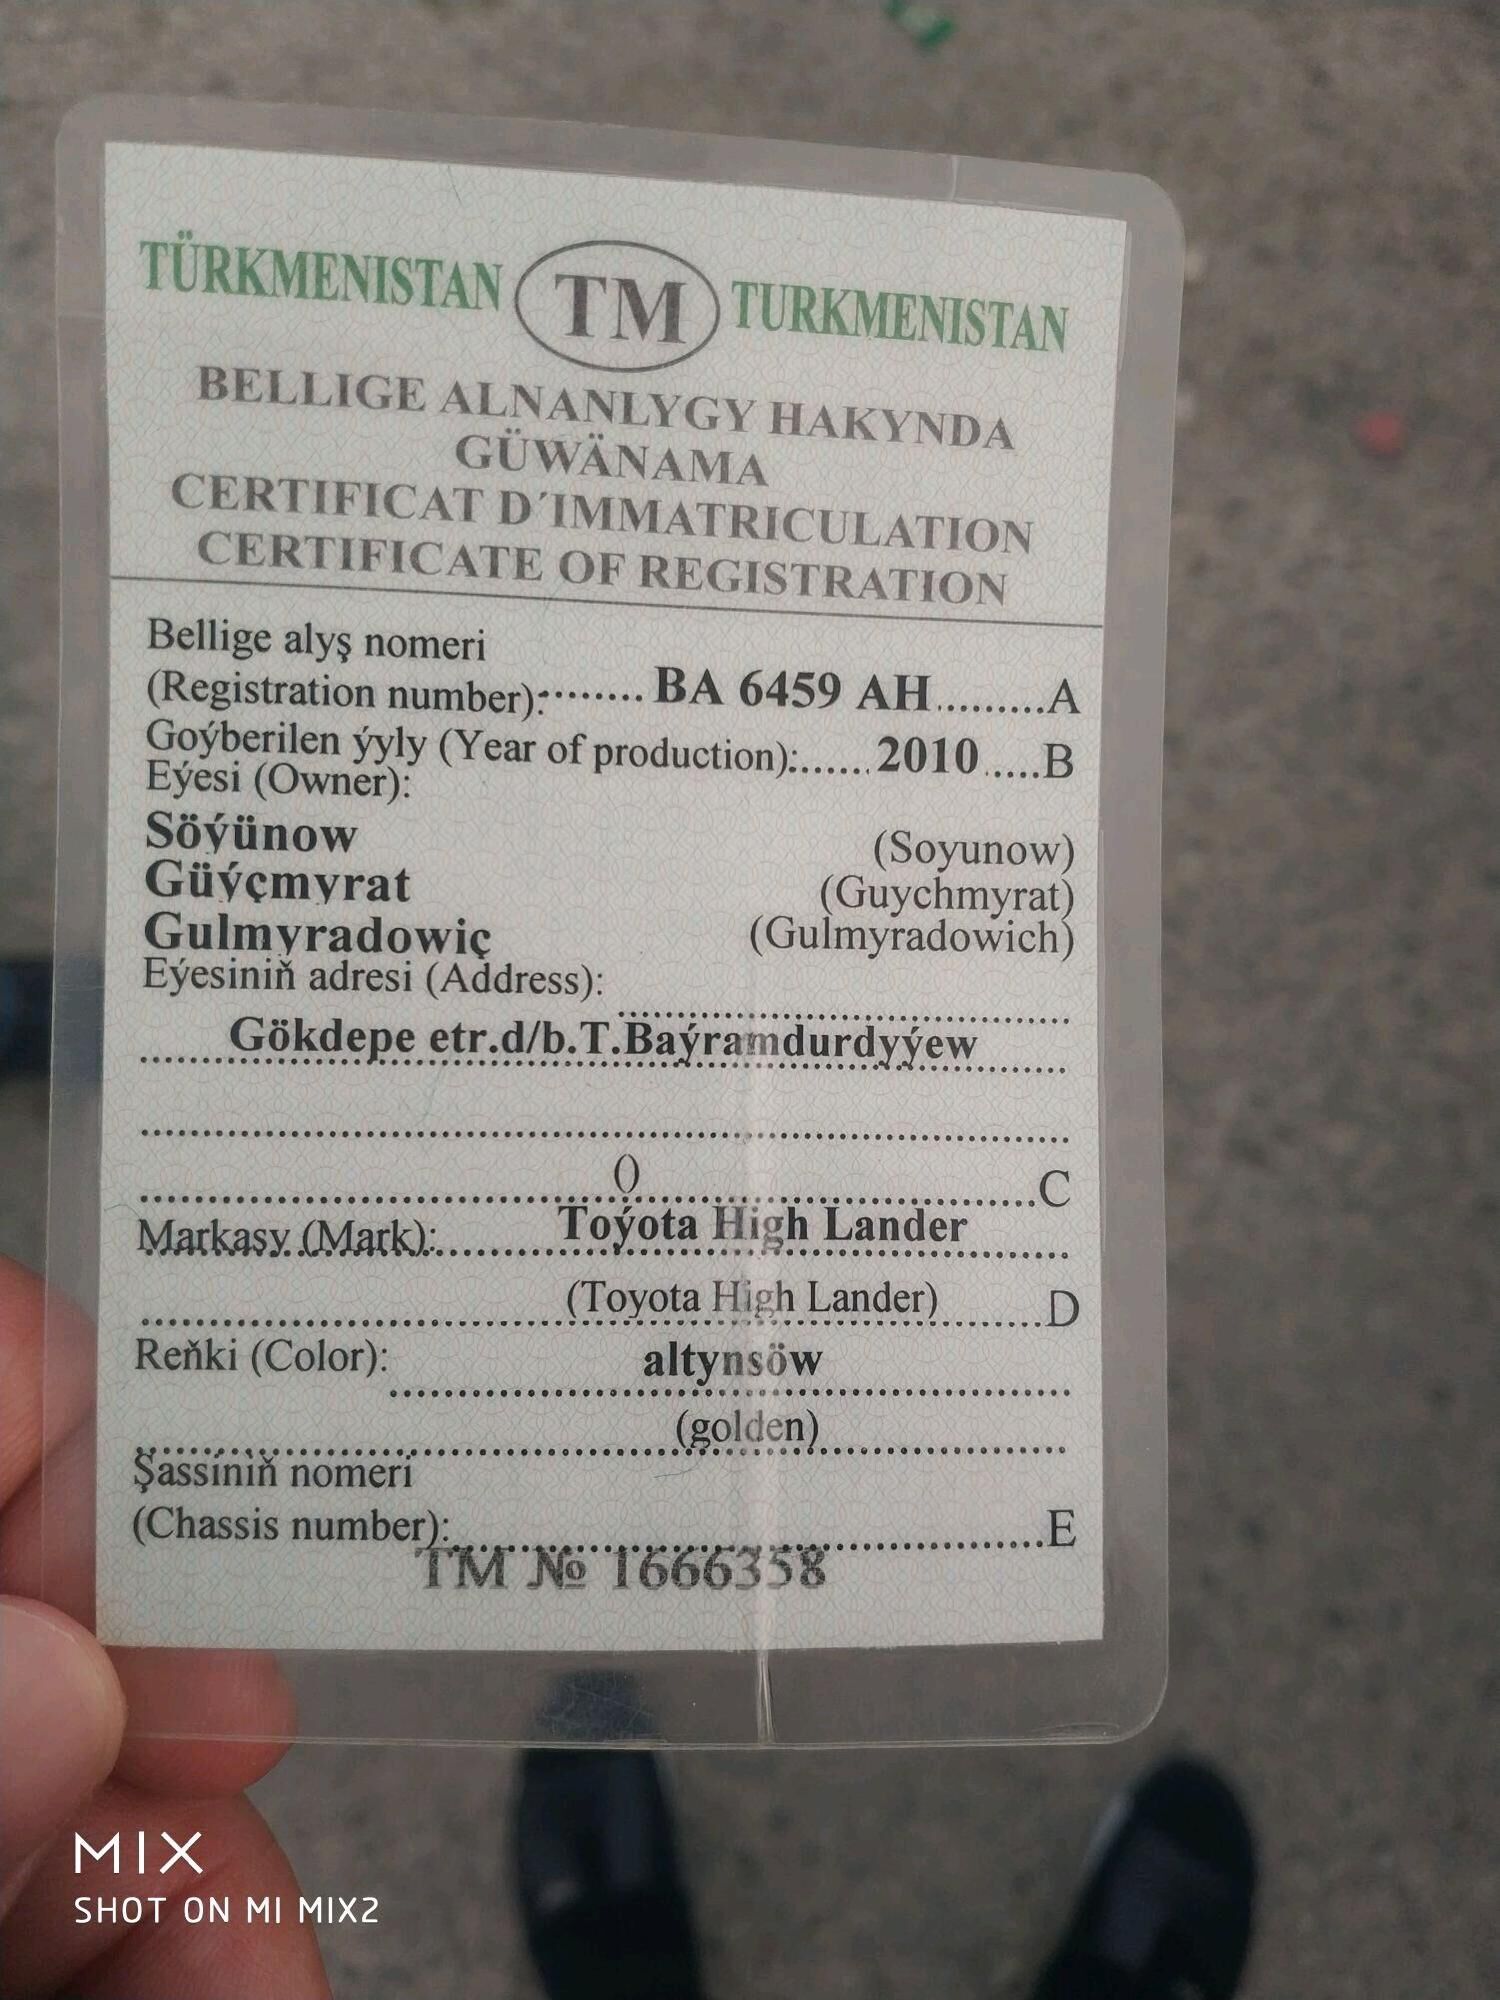 TÜRKMENISTAN TM TURKMENISTAN
BELLIGE ALNANLYGY HAKYNDA
GÜWÄNAMA
CERTIFICAT D´IMMATRICULATION
CERTIFICATE OF REGISTRATION
Bellige alyş nomeri
(Registration number):........ BA 6459 AH.........A
Goýberilen ýyly (Year of production):...... 2010 .....B
Eýesi (Owner):
Söýünow (Soyunow)
Güýçmyrat (Guychmyrat)
Gulmyradowiç (Gulmyradowich)
Eýesiniň adresi (Address):
Gökdepe etr.d/b.T.Baýramdurdyýew
() C
Markasy (Mark): Toýota High Lander
(Toyota High Lander) D
Reňki (Color): altynsöw
(golden)
Şassiniň nomeri
(Chassis number): E
TM № 1666358
MIX
SHOT ON MI MIX2